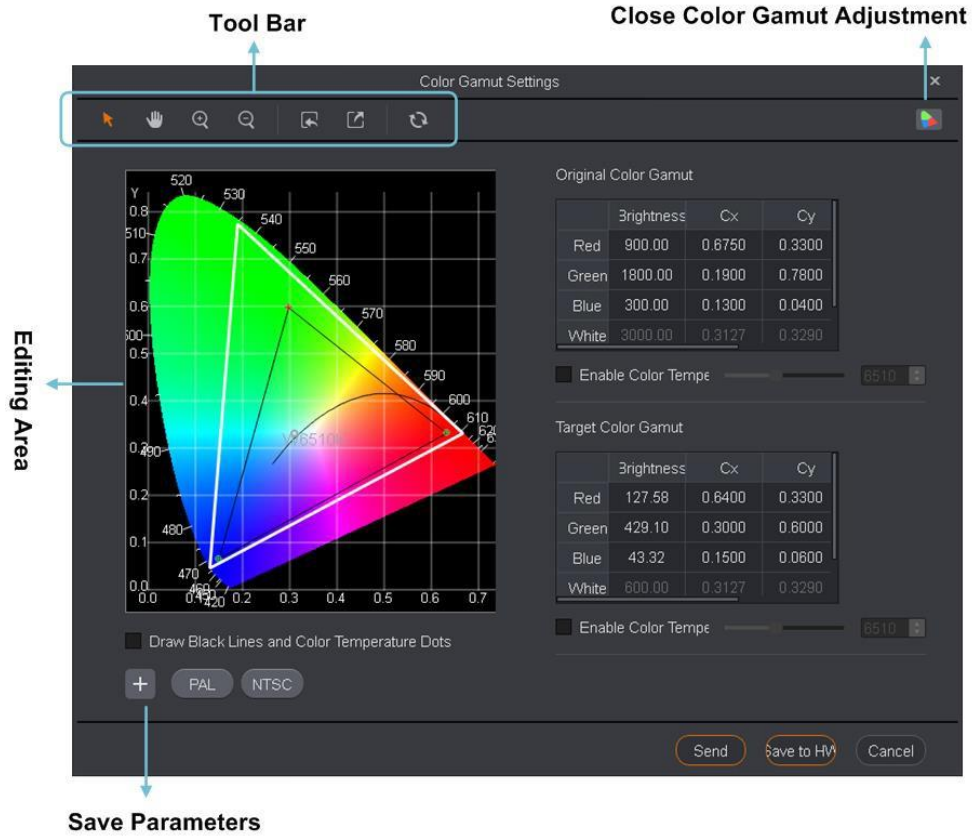 Tool Bar
Close Color Gamut Adjustment
Color Gamut Settings
Editing Area
Y
520
530
540
550
560
570
580
590
600
610
510
490
480
470
0.8
0.7
0.6
0.5
0.4
0.3
0.2
0.1
0.0
0.0 0.2 0.3 0.4 0.5 0.6 0.7
420
Draw Black Lines and Color Temperature Dots
+ PAL NTSC
Original Color Gamut
Brightness Cx Cy
Red 900.00 0.6750 0.3300
Green 1800.00 0.1900 0.7800
Blue 300.00 0.1300 0.0400
White 3000.00 0.3127 0.3290
Enable Color Tempe 6510
Target Color Gamut
Brightness Cx Cy
Red 127.58 0.6400 0.3300
Green 429.10 0.3000 0.6000
Blue 43.32 0.1500 0.0600
White 600.00 0.3127 0.3290
Enable Color Tempe 6510
Send Save to HW Cancel
Save Parameters